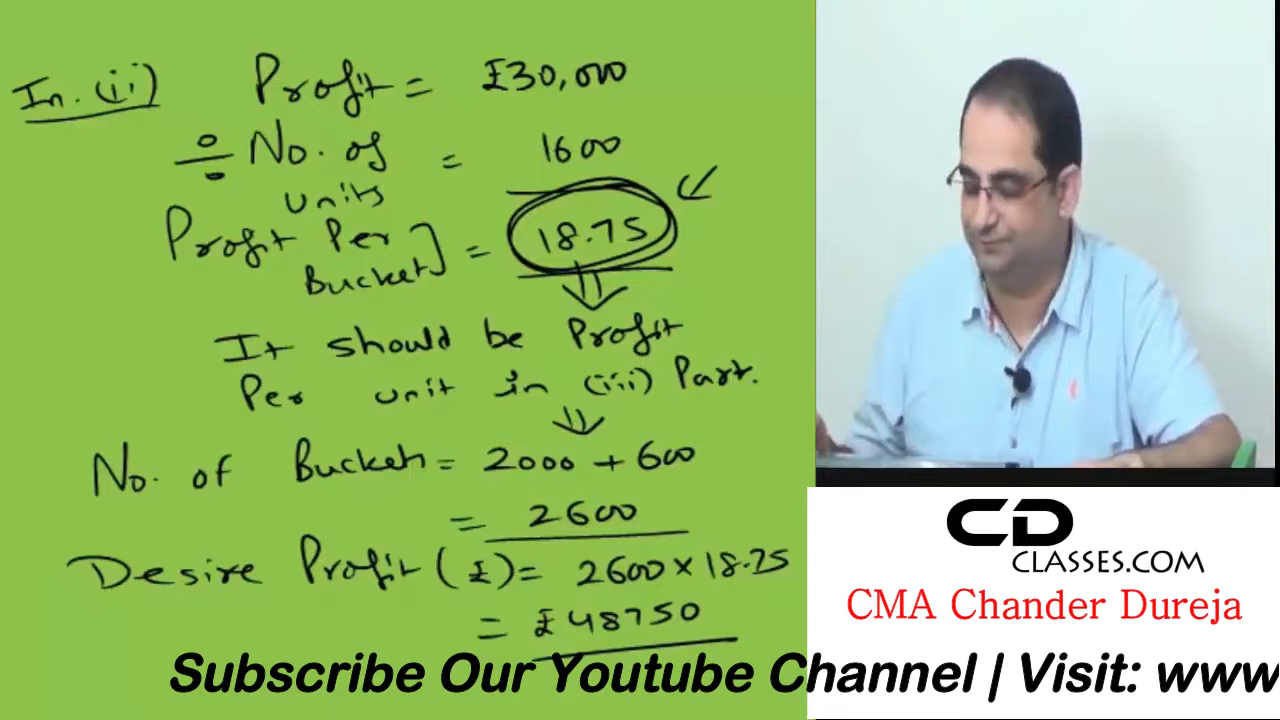 In. (ii) Profit = £30,000
÷ No. of units = 1600
Profit Per Bucket] = 18.75
It should be Profit
Per unit in (iii) Part.
No. of Bucket = 2000 + 600
= 2600
Desire Profit (£) = 2600 × 18.75
= £48750
CD
CLASSES.COM
CMA Chander Dureja
Subscribe Our Youtube Channel | Visit: www